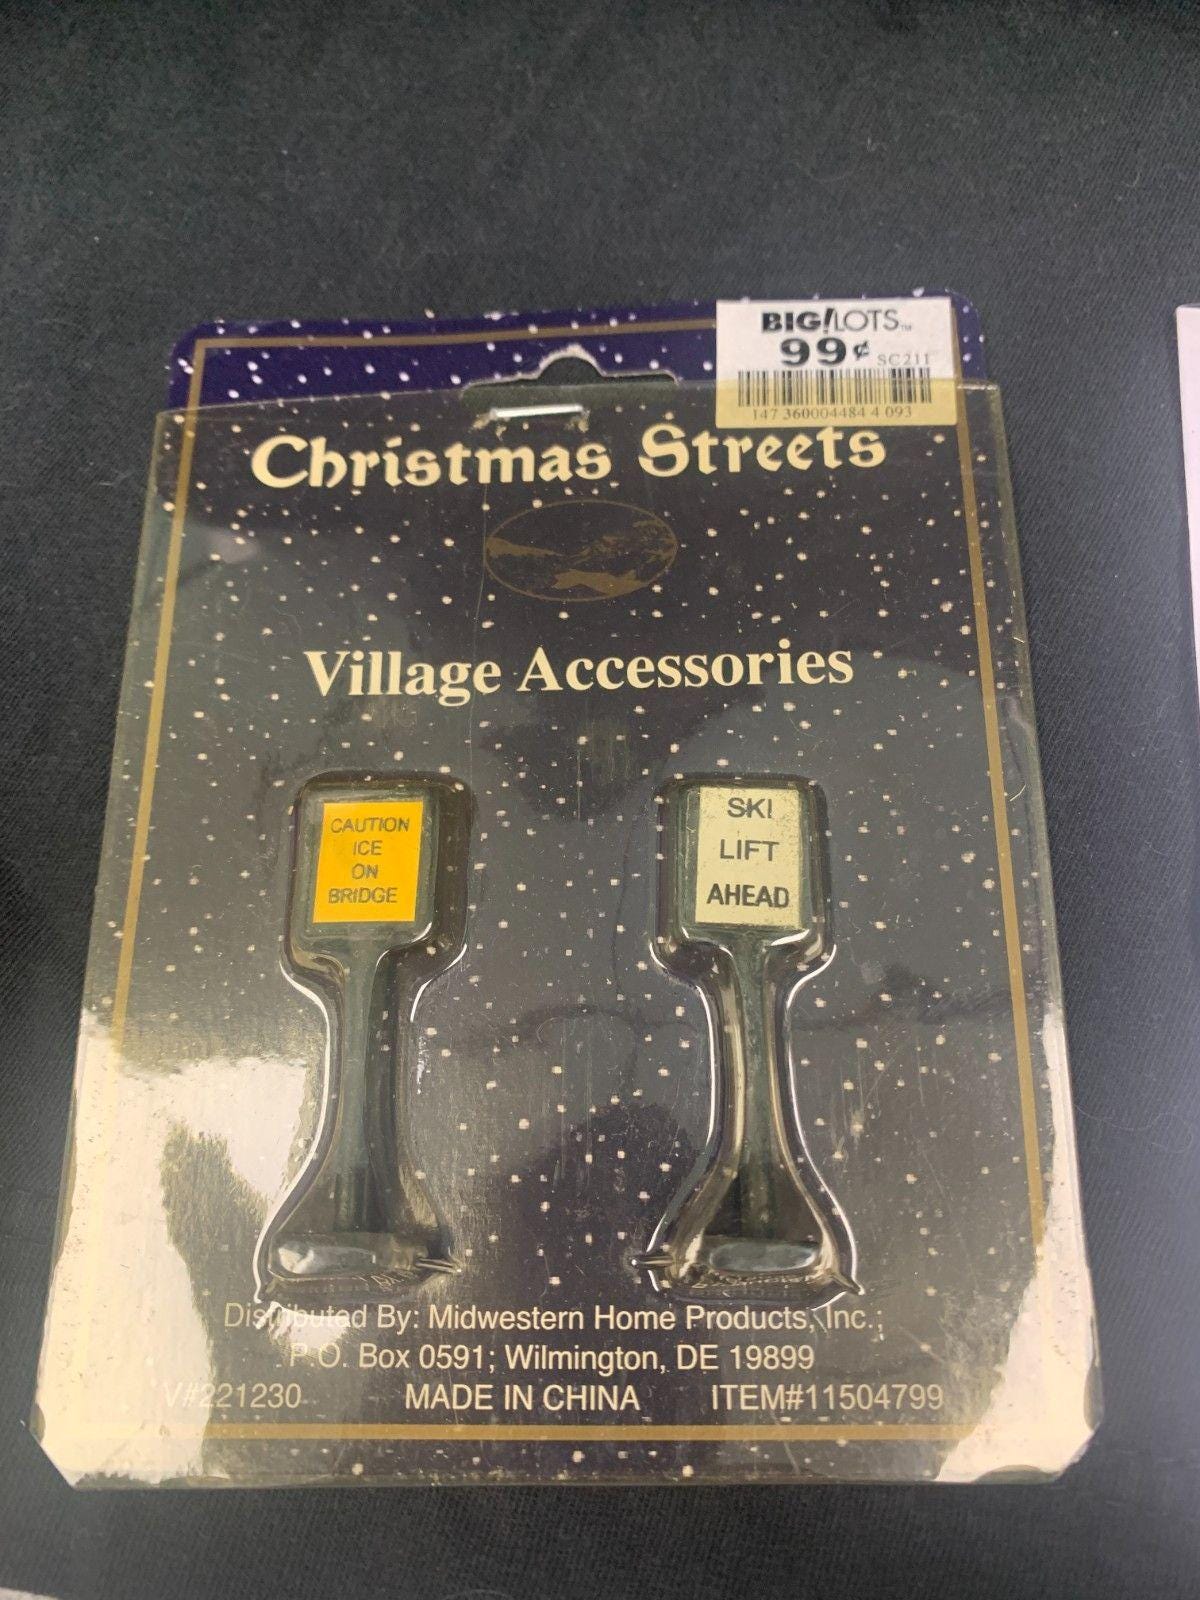 BIG!LOTS™
99¢ SC211
147 360004484 4 093
Christmas Streets
Village Accessories
CAUTION
ICE
ON
BRIDGE
SKI
LIFT
AHEAD
Distributed By: Midwestern Home Products, Inc.;
P.O. Box 0591; Wilmington, DE 19899
V#221230 MADE IN CHINA ITEM#11504799